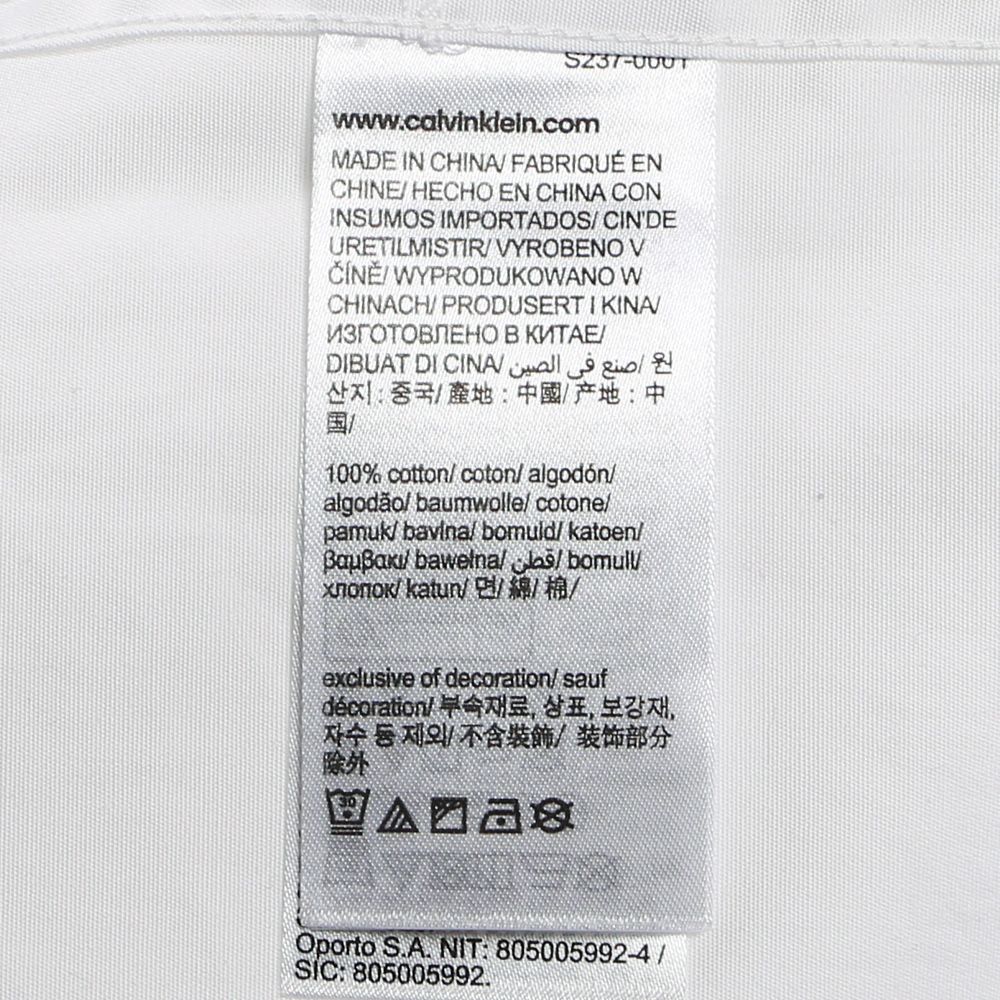 S237-0001
www.calvinklein.com
MADE IN CHINA/ FABRIQUÉ EN
CHINE/ HECHO EN CHINA CON
INSUMOS IMPORTADOS/ CIN'DE
URETILMISTIR/ VYROBENO V
ČÍNĚ/ WYPRODUKOWANO W
CHINACH/ PRODUSERT I KINA/
ИЗГОТОВЛЕНО В КИТАЕ/
DIBUAT DI CINA/ صنع في الصين/ 원
산지 : 중국/ 產地 : 中國/ 产地 : 中
国/
100% cotton/ coton/ algodón/
algodão/ baumwolle/ cotone/
pamuk/ bavlna/ bomuld/ katoen/
βαμβακι/ bawełna/ قطن/ bomull/
хлопок/ katun/ 면/ 綿/ 棉/
exclusive of decoration/ sauf
décoration/ 부속재료, 상표, 보강재,
자수 등 제외/ 不含裝飾/ 装饰部分
除外
30
Oporto S.A. NIT: 805005992-4 /
SIC: 805005992.